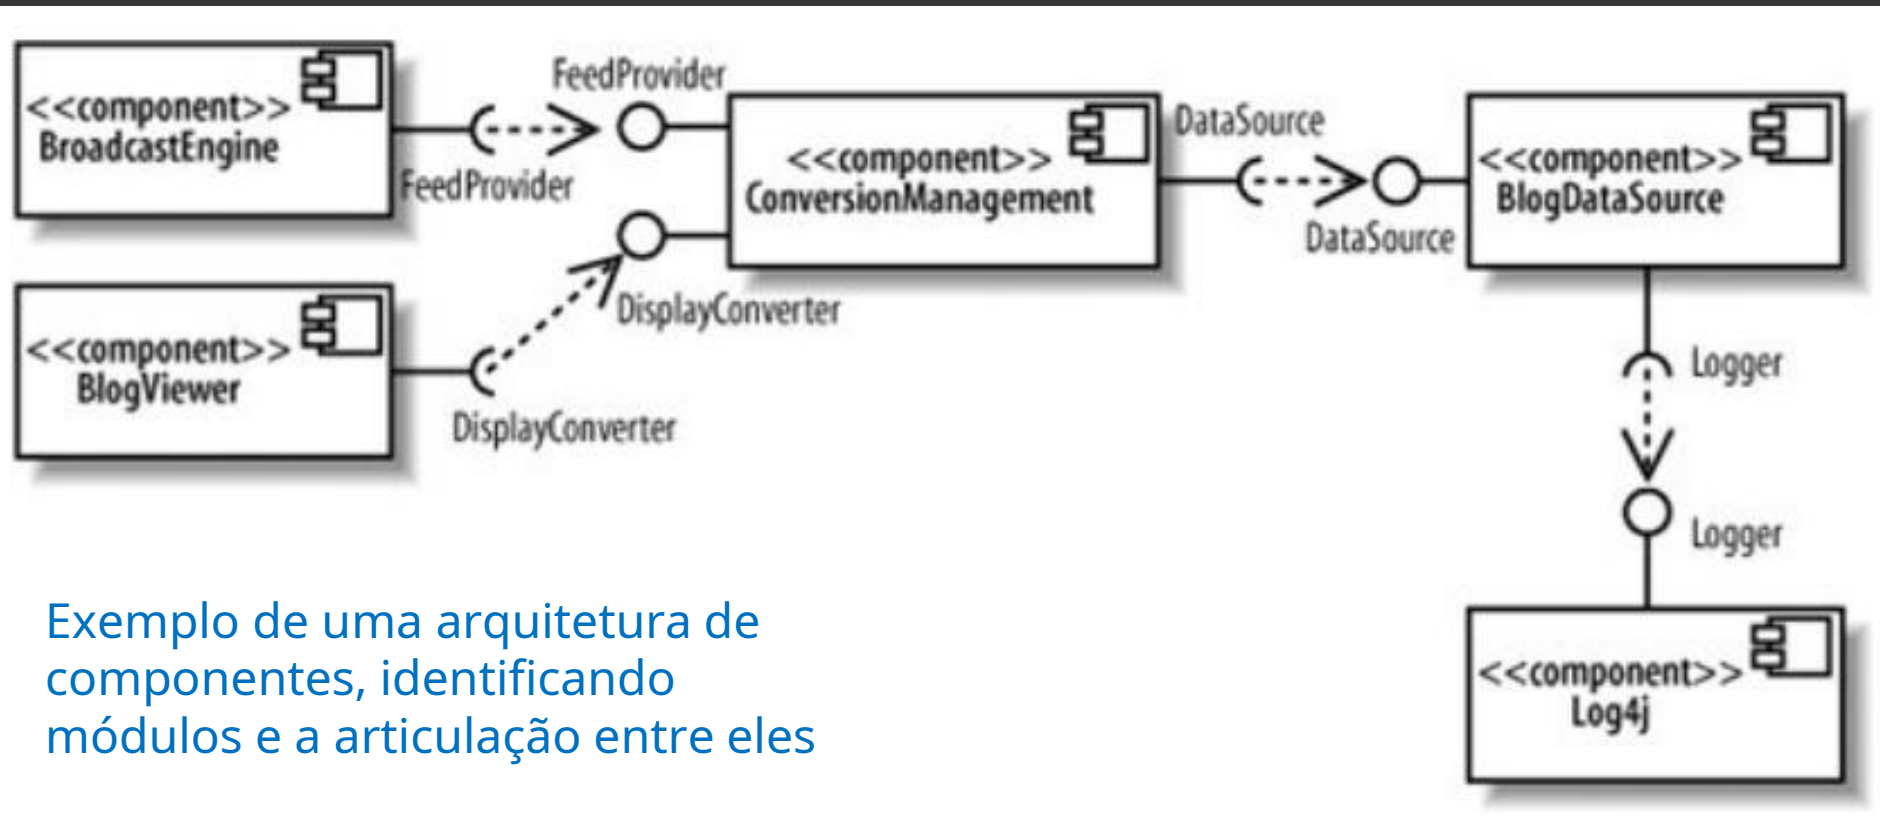 <<component>>
BroadcastEngine
FeedProvider
FeedProvider
<<component>>
ConversionManagement
DataSource
DataSource
<<component>>
BlogDataSource
<<component>>
BlogViewer
DisplayConverter
DisplayConverter
Logger
Logger
<<component>>
Log4j
Exemplo de uma arquitetura de
componentes, identificando
módulos e a articulação entre eles